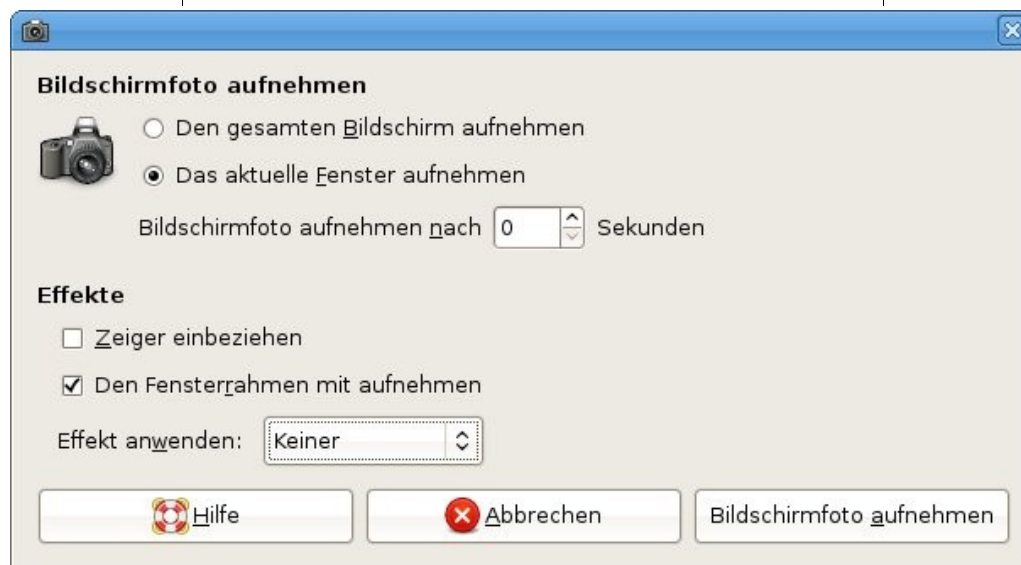 Bildschirmfoto aufnehmen
Den gesamten Bildschirm aufnehmen
Das aktuelle Fenster aufnehmen
Bildschirmfoto aufnehmen nach 0 Sekunden
Effekte
Zeiger einbeziehen
Den Fensterrahmen mit aufnehmen
Effekt anwenden: Keiner
Hilfe Abbrechen Bildschirmfoto aufnehmen